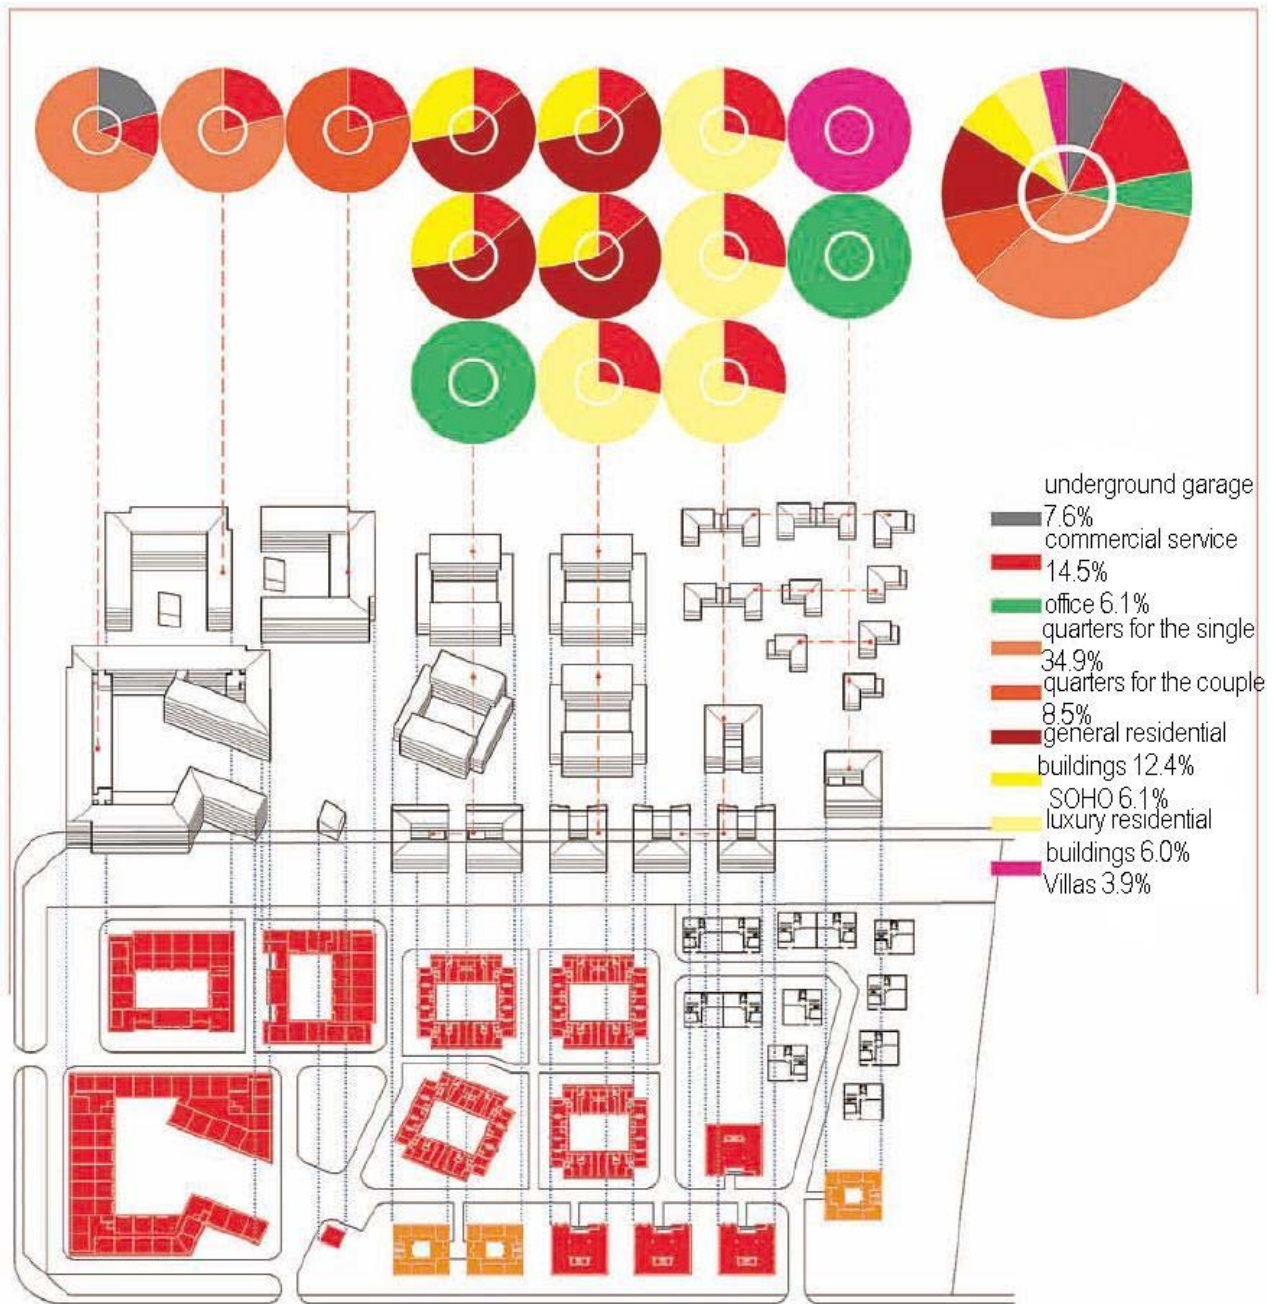 underground garage
7.6%
commercial service
14.5%
office 6.1%
quarters for the single
34.9%
quarters for the couple
8.5%
general residential
buildings 12.4%
SOHO 6.1%
luxury residential
buildings 6.0%
Villas 3.9%